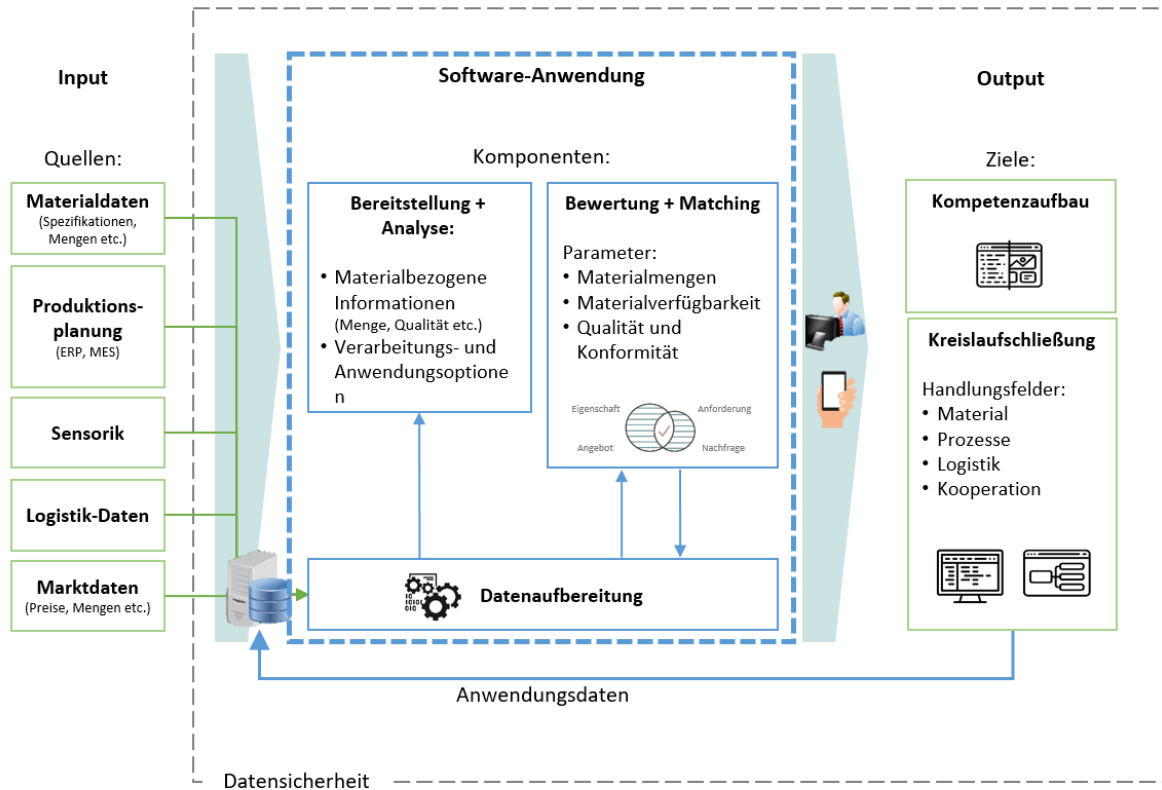 Input
Quellen:
Materialdaten
(Spezifikationen,
Mengen etc.)
Produktions-
planung
(ERP, MES)
Sensorik
Logistik-Daten
Marktdaten
(Preise, Mengen etc.)
Software-Anwendung
Komponenten:
Bereitstellung +
Analyse:
• Materialbezogene
Informationen
(Menge, Qualität etc.)
• Verarbeitungs- und
Anwendungsoptione
n
Bewertung + Matching
Parameter:
• Materialmengen
• Materialverfügbarkeit
• Qualität und
Konformität
Eigenschaft
Anforderung
Angebot
Nachfrage
Datenaufbereitung
Output
Ziele:
Kompetenzaufbau
Kreislaufschließung
Handlungsfelder:
• Material
• Prozesse
• Logistik
• Kooperation
Anwendungsdaten
Datensicherheit